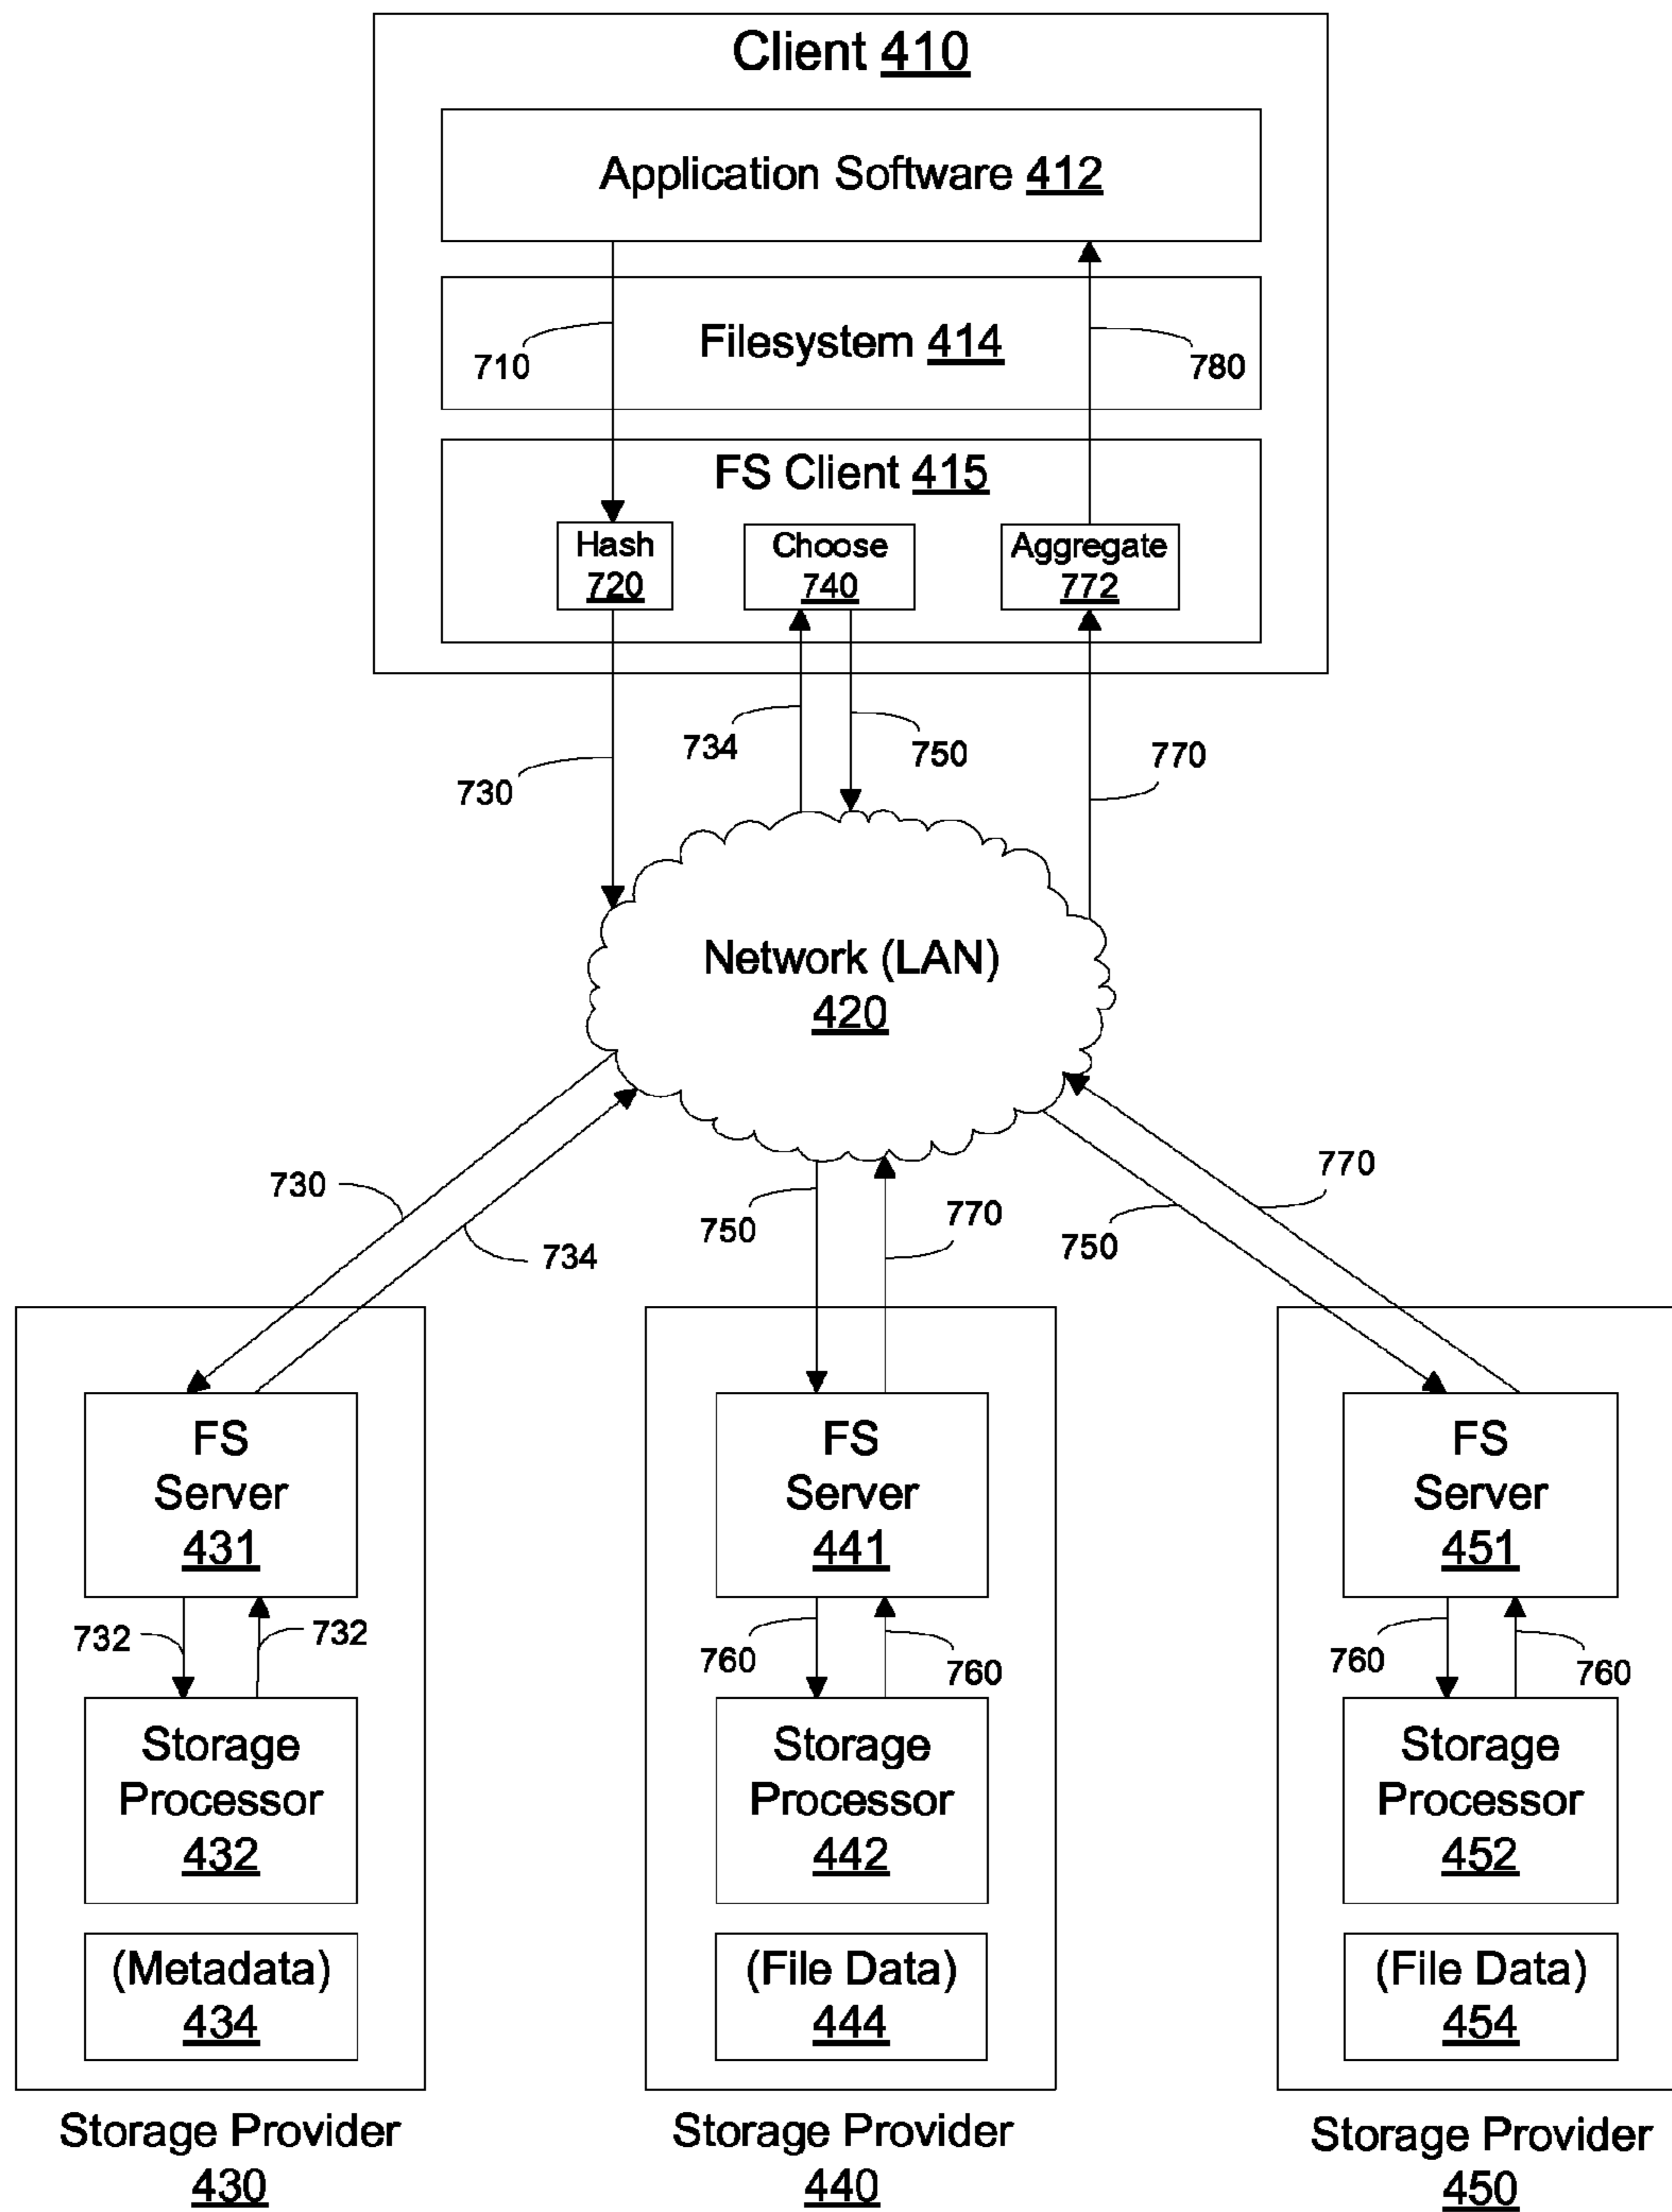 Client 410
Application Software 412
Filesystem 414
710
780
FS Client 415
Hash
720
Choose
740
Aggregate
772
730
734
750
770
Network (LAN)
420
730
734
750
770
750
770
FS
Server
431
FS
Server
441
FS
Server
451
732
732
760
760
760
760
Storage
Processor
432
Storage
Processor
442
Storage
Processor
452
(Metadata)
434
(File Data)
444
(File Data)
454
Storage Provider
430
Storage Provider
440
Storage Provider
450